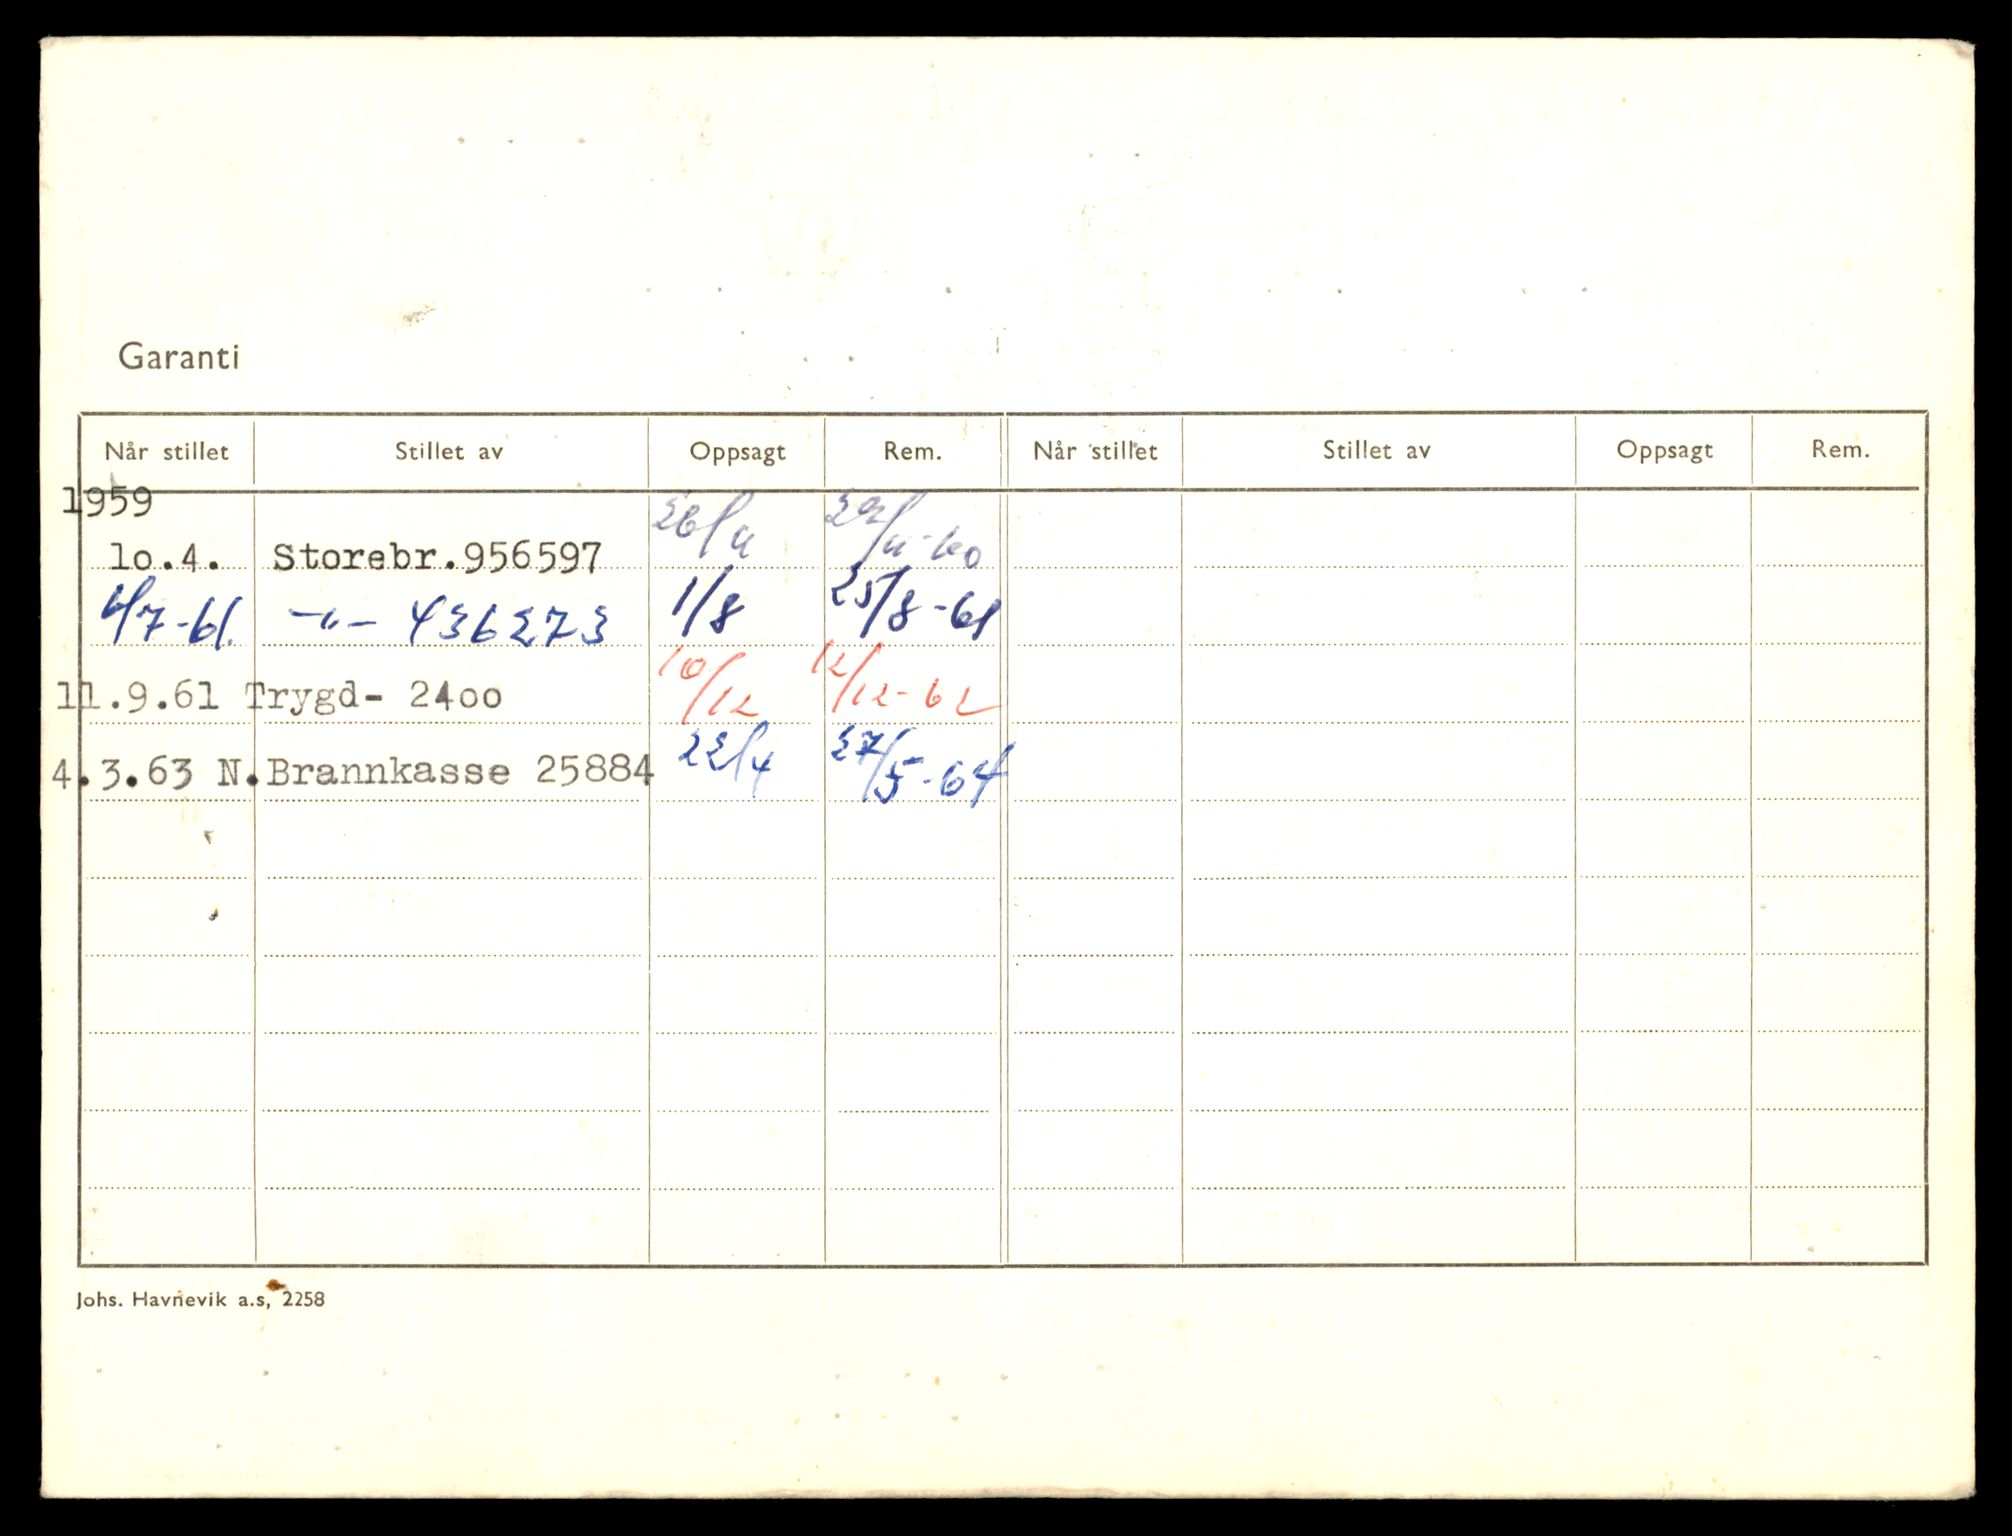 Garanti
Når stillet Stillet av Oppsagt Rem. Når stillet Stillet av Oppsagt Rem.
1959
lo.4. Storebr.956597 26/4 29/4-60
4/7-61. -"- 436273 1/8 25/8-61
11.9.61 Trygd- 24oo 10/12 12/12-62
4.3.63 N.Brannkasse 25884 22/4 27/5-64
Johs. Havnevik a.s, 2258